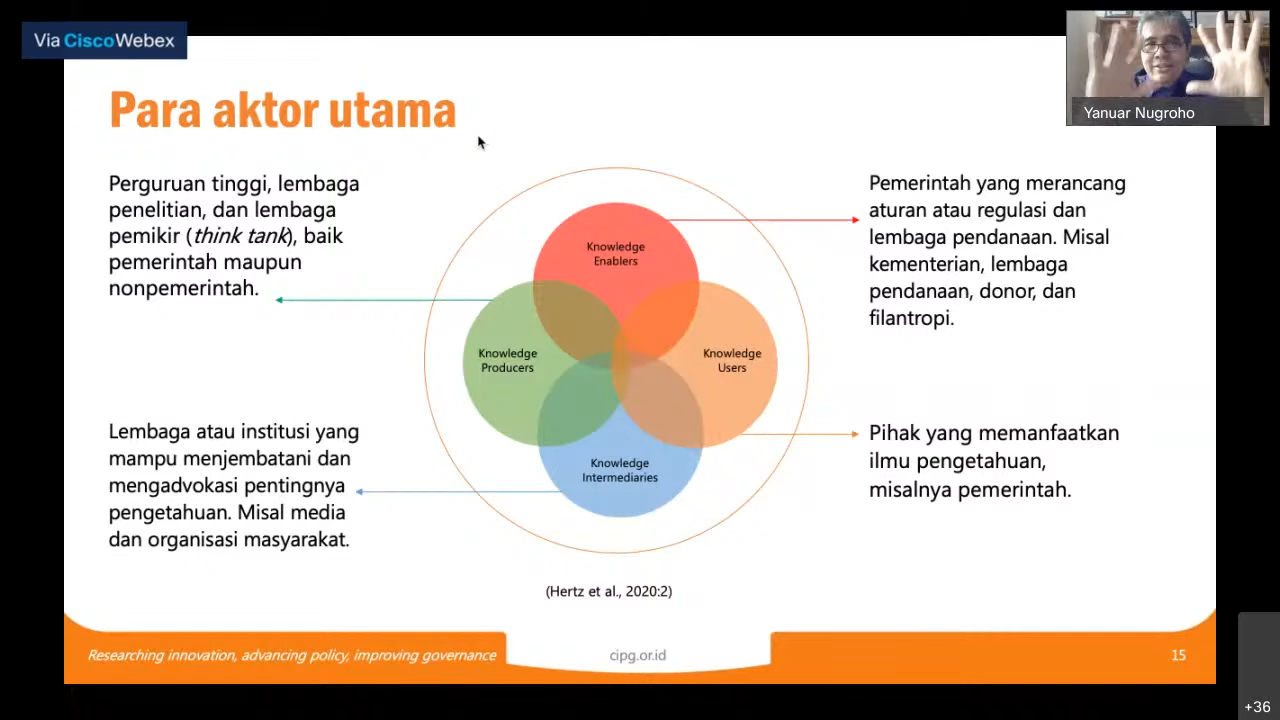 Via CiscoWebex
Yanuar Nugroho
Para aktor utama
Perguruan tinggi, lembaga
penelitian, dan lembaga
pemikir (think tank), baik
pemerintah maupun
nonpemerintah.
Lembaga atau institusi yang
mampu menjembatani dan
mengadvokasi pentingnya
pengetahuan. Misal media
dan organisasi masyarakat.
Knowledge
Enablers
Knowledge
Producers
Knowledge
Users
Knowledge
Intermediaries
Pemerintah yang merancang
aturan atau regulasi dan
lembaga pendanaan. Misal
kementerian, lembaga
pendanaan, donor, dan
filantropi.
Pihak yang memanfaatkan
ilmu pengetahuan,
misalnya pemerintah.
(Hertz et al., 2020:2)
Researching innovation, advancing policy, improving governance
cipg.or.id
15
+36